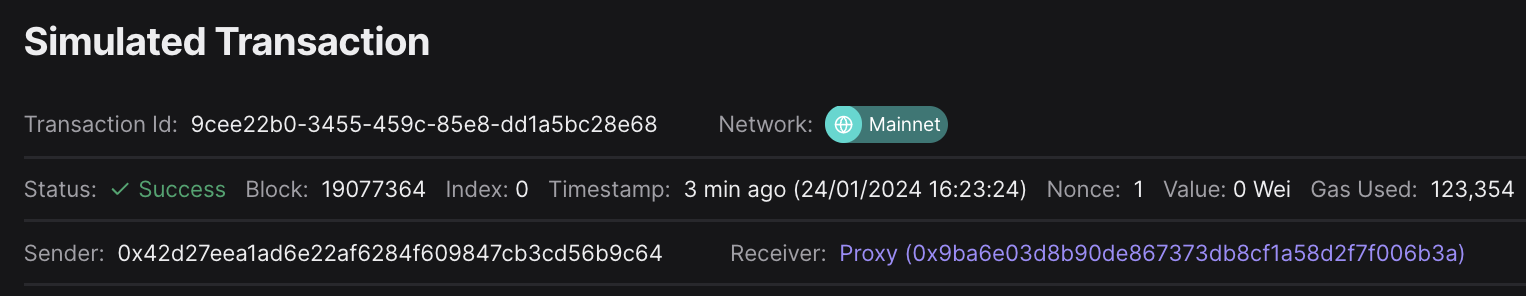 Simulated Transaction
Transaction Id: 9cee22b0-3455-459c-85e8-dd1a5bc28e68 Network: Mainnet
Status: Success Block: 19077364 Index: 0 Timestamp: 3 min ago (24/01/2024 16:23:24) Nonce: 1 Value: 0 Wei Gas Used: 123,354
Sender: 0x42d27eea1ad6e22af6284f609847cb3cd56b9c64 Receiver: Proxy (0x9ba6e03d8b90de867373db8cf1a58d2f7f006b3a)